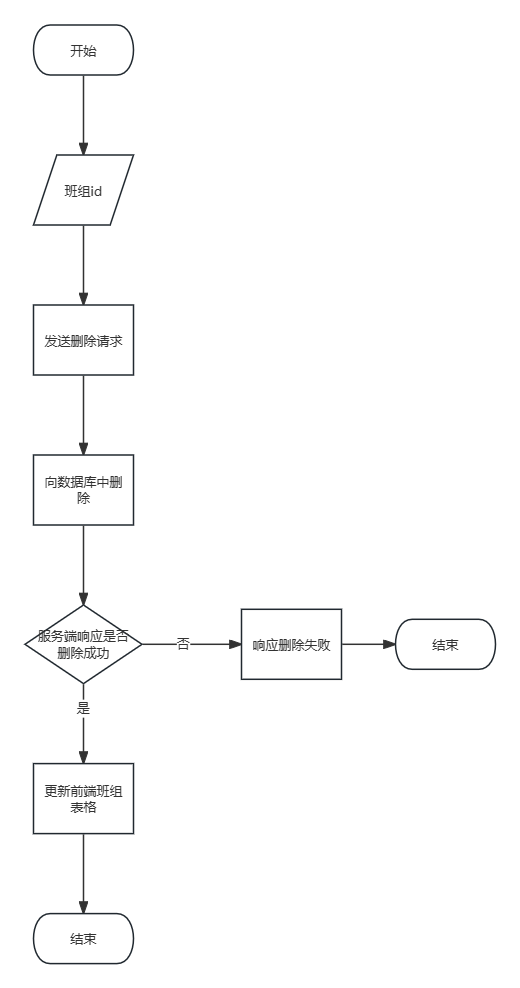 开始
班组id
发送删除请求
向数据库中删
除
服务端响应是否
删除成功
否
响应删除失败
结束
是
更新前端班组
表格
结束